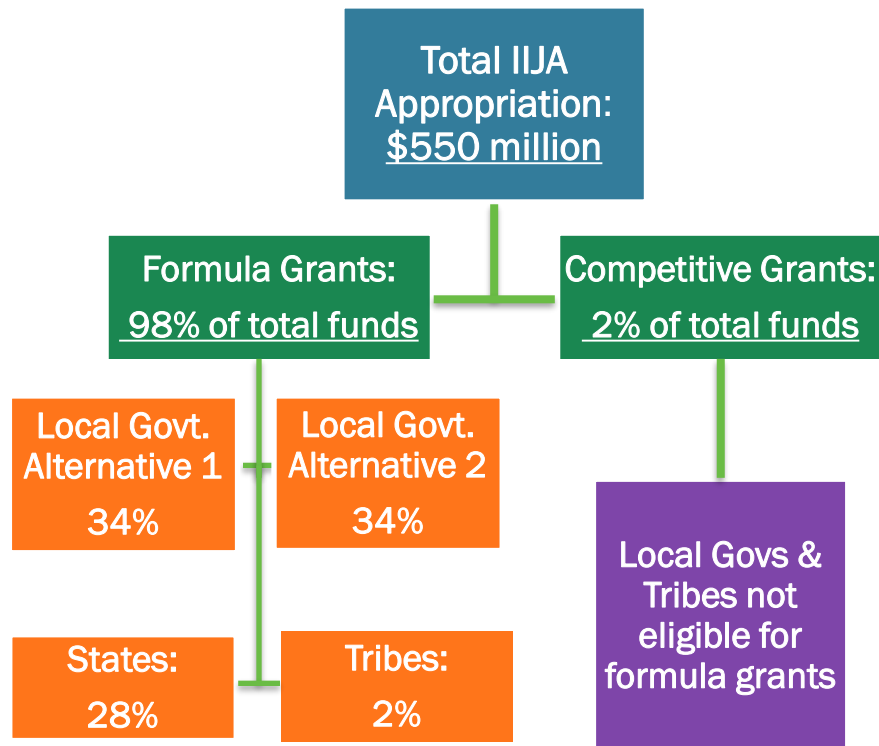 Total IIJA
Appropriation:
$550 million
Formula Grants:
98% of total funds
Competitive Grants:
2% of total funds
Local Govt.
Alternative 1
34%
Local Govt.
Alternative 2
34%
States:
28%
Tribes:
2%
Local Govs &
Tribes not
eligible for
formula grants